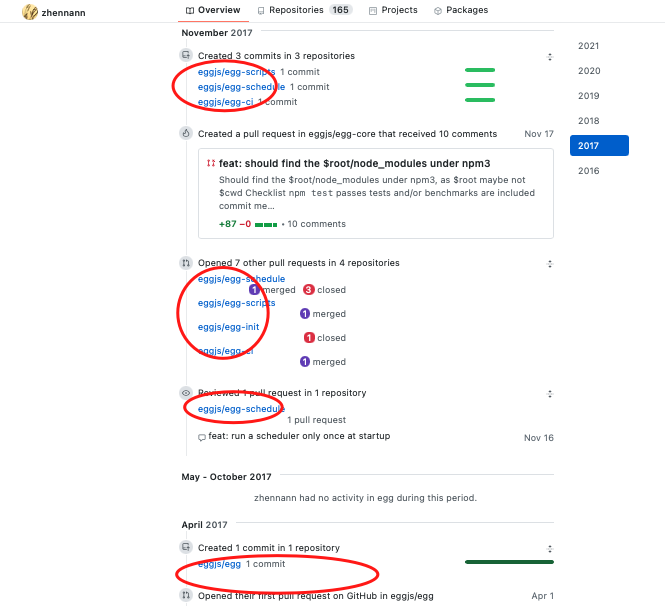 zhennann
Overview
Repositories 165
Projects
Packages
November 2017
Created 3 commits in 3 repositories
eggjs/egg-scripts 1 commit
eggjs/egg-schedule 1 commit
eggjs/egg-ci 1 commit
Created a pull request in eggjs/egg-core that received 10 comments Nov 17
feat: should find the $root/node_modules under npm3
Should find the $root/node_modules under npm3, as $root maybe not
$cwd Checklist npm test passes tests and/or benchmarks are included
commit me...
+87 −0 • 10 comments
Opened 7 other pull requests in 4 repositories
eggjs/egg-schedule
1 merged 3 closed
eggjs/egg-scripts
1 merged
eggjs/egg-init
1 closed
eggjs/egg-ci
1 merged
Reviewed 1 pull request in 1 repository
eggjs/egg-schedule
1 pull request
feat: run a scheduler only once at startup Nov 16
May - October 2017
zhennann had no activity in egg during this period.
April 2017
Created 1 commit in 1 repository
eggjs/egg 1 commit
Opened their first pull request on GitHub in eggjs/egg Apr 1
2021
2020
2019
2018
2017
2016